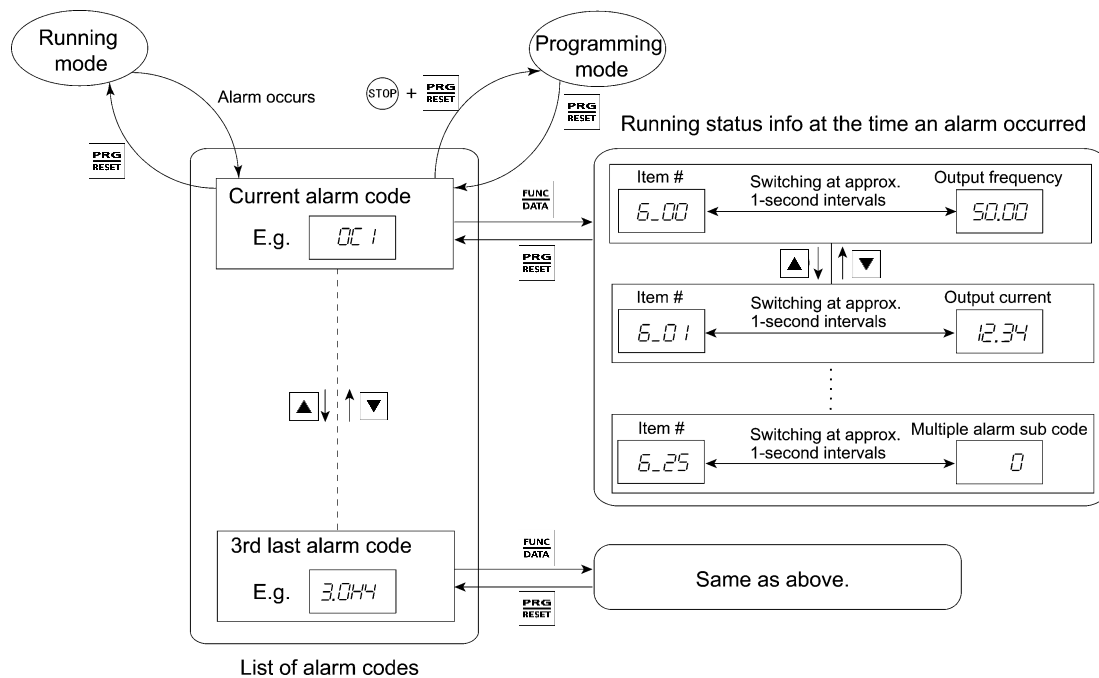 Running
mode
Programming
mode
Alarm occurs
STOP + PRG
RESET
PRG
RESET
PRG
RESET
Running status info at the time an alarm occurred
Current alarm code
E.g. OC1
FUNC
DATA
PRG
RESET
Item #
6_00
Switching at approx.
1-second intervals
Output frequency
50.00
▲ ▼
Item #
6_01
Switching at approx.
1-second intervals
Output current
12.34
Item #
6_25
Switching at approx.
1-second intervals
Multiple alarm sub code
0
▲ ▼
3rd last alarm code
E.g. 3.0H4
FUNC
DATA
PRG
RESET
Same as above.
List of alarm codes